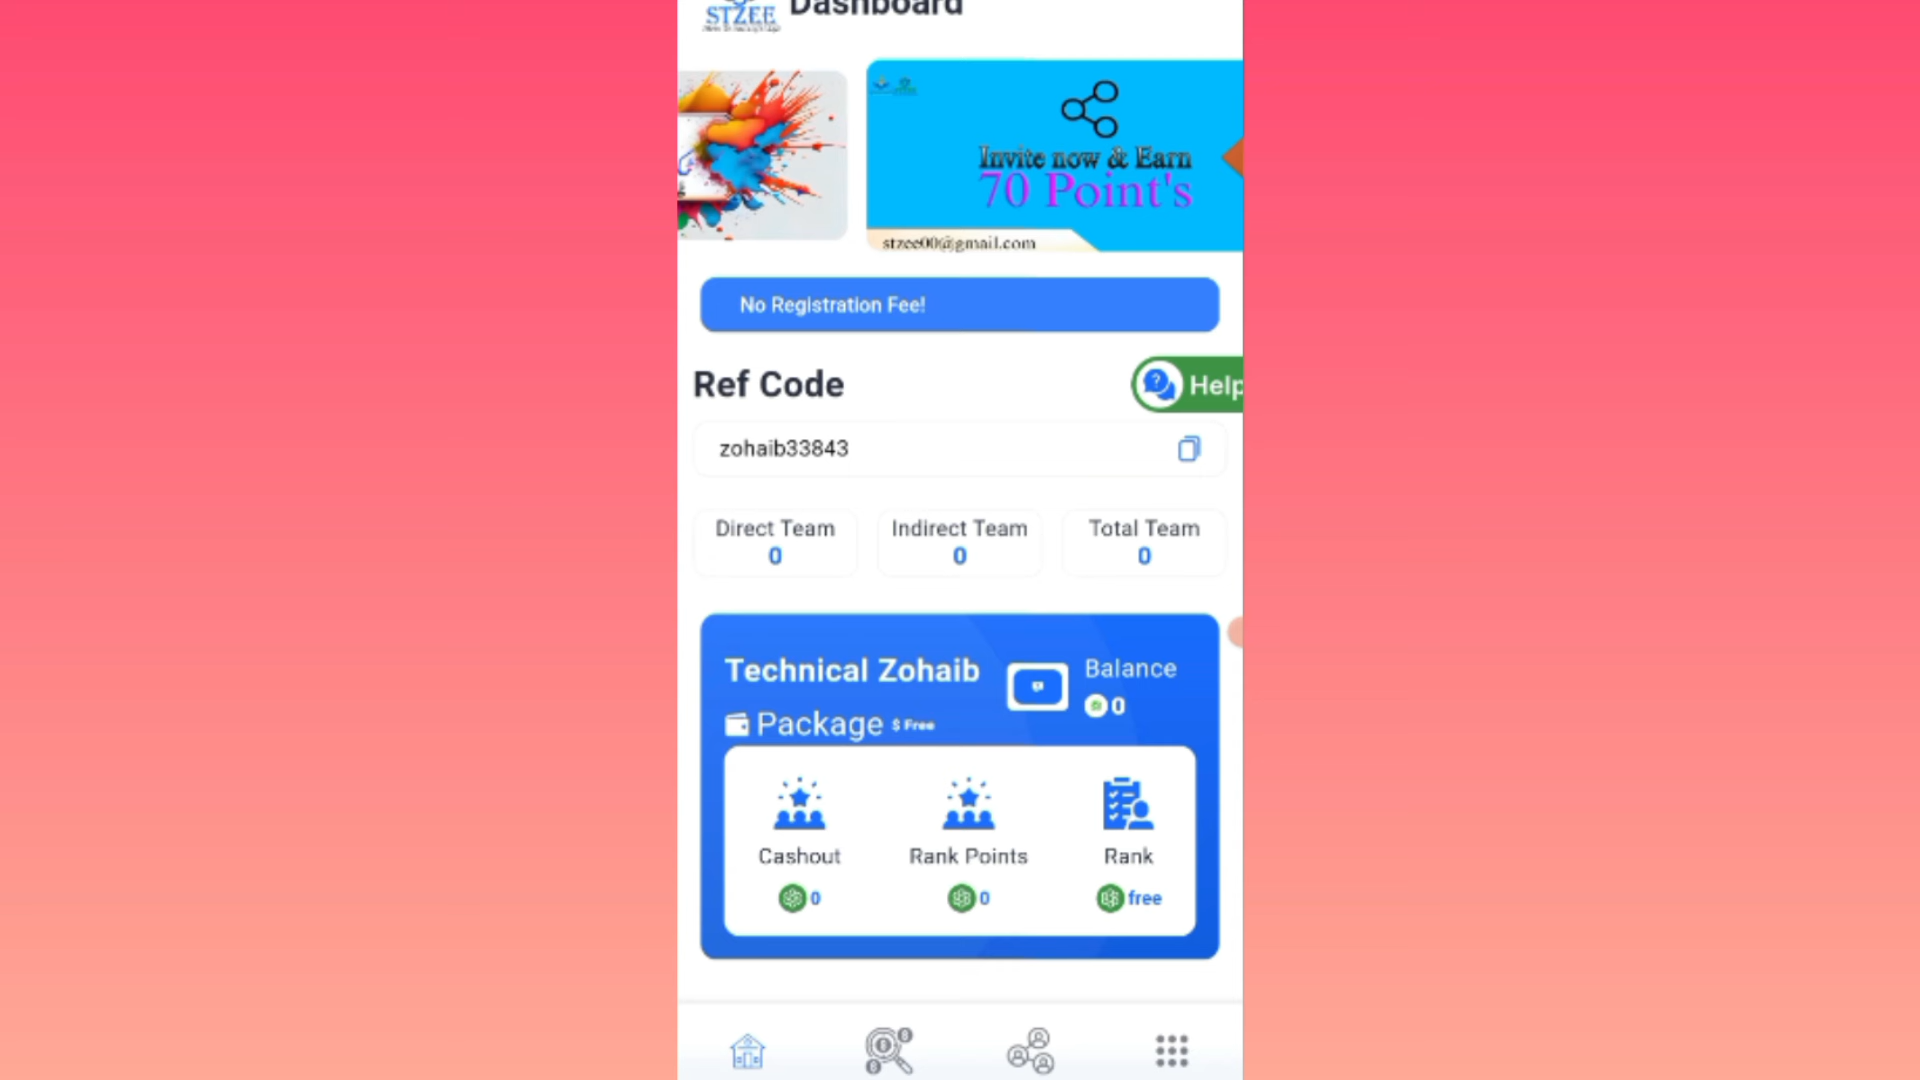 STZEE
Dashboard
Invite now & Earn
70 Point's
stzee00@gmail.com
No Registration Fee!
Ref Code
Help
zohaib33843
Direct Team
0
Indirect Team
0
Total Team
0
Technical Zohaib
Balance
0
Package $ Free
Cashout
0
Rank Points
0
Rank
free